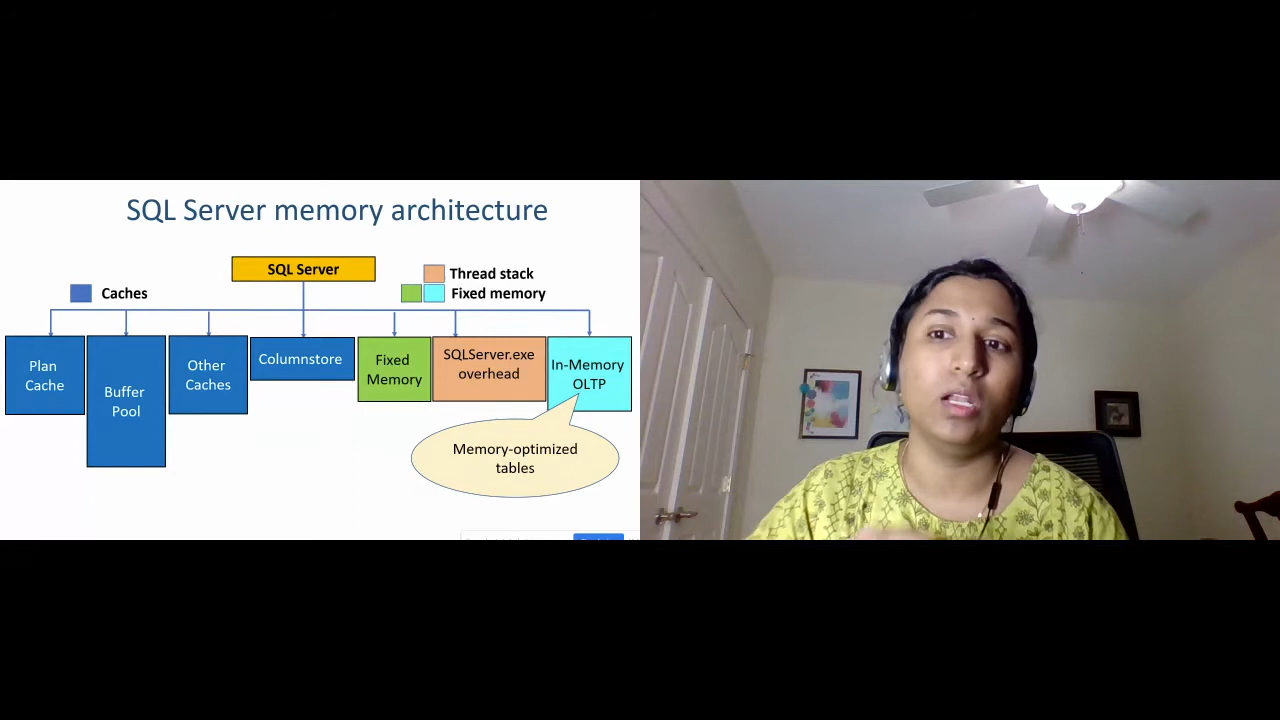 SQL Server memory architecture
SQL Server
Thread stack
Caches
Fixed memory
Plan
Cache
Buffer
Pool
Other
Caches
Columnstore
Fixed
Memory
SQLServer.exe
overhead
In-Memory
OLTP
Memory-optimized
tables